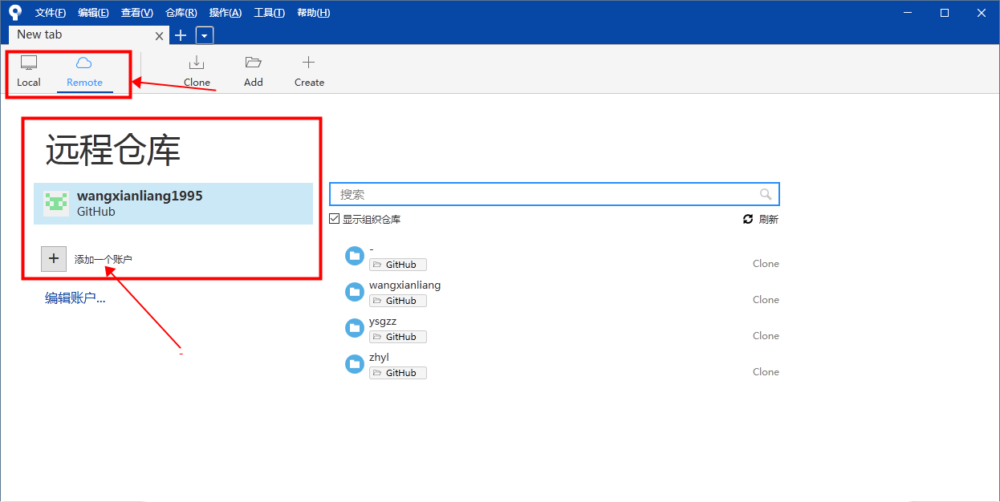 文件(F) 编辑(E) 查看(V) 仓库(R) 操作(A) 工具(T) 帮助(H)
New tab
Local Remote Clone Add Create
远程仓库
wangxianliang1995
GitHub
搜索
显示组织仓库 刷新
添加一个账户
编辑账户...
-
GitHub
Clone
wangxianliang
GitHub
Clone
ysgzz
GitHub
Clone
zhyl
GitHub
Clone
-